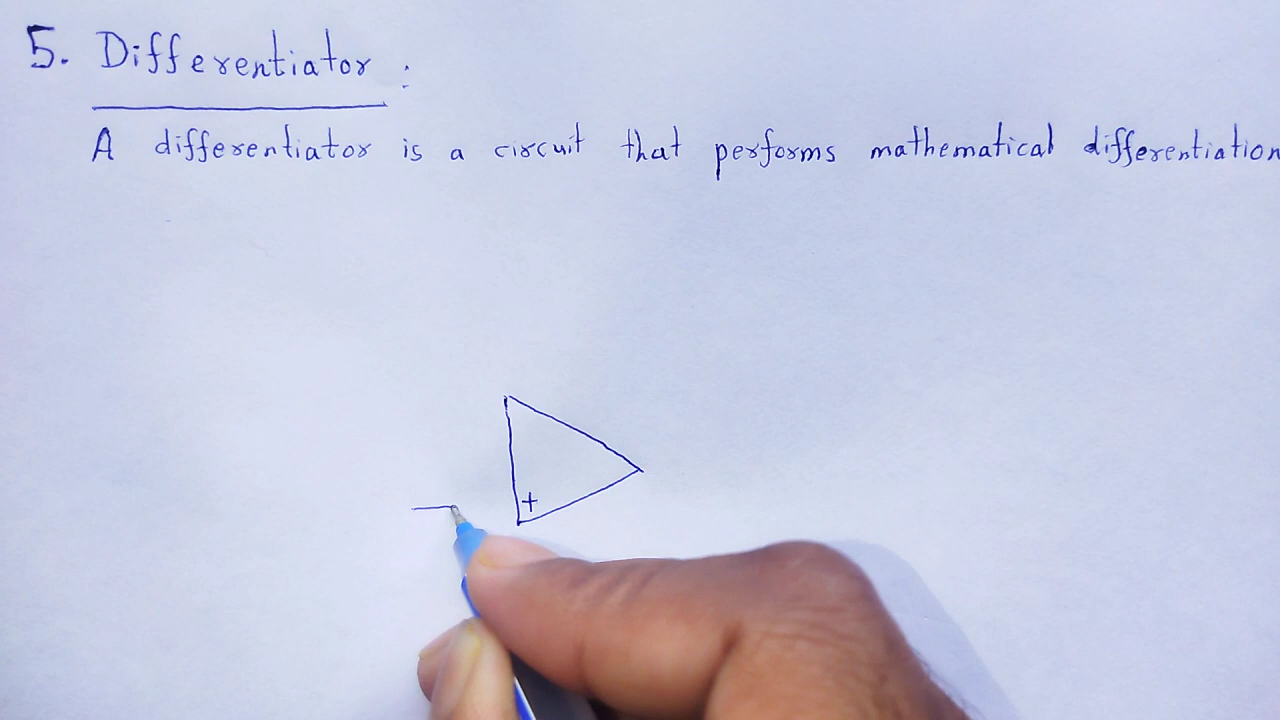 5. Differentiator :
A differentiator is a circuit that performs mathematical differentiation
+